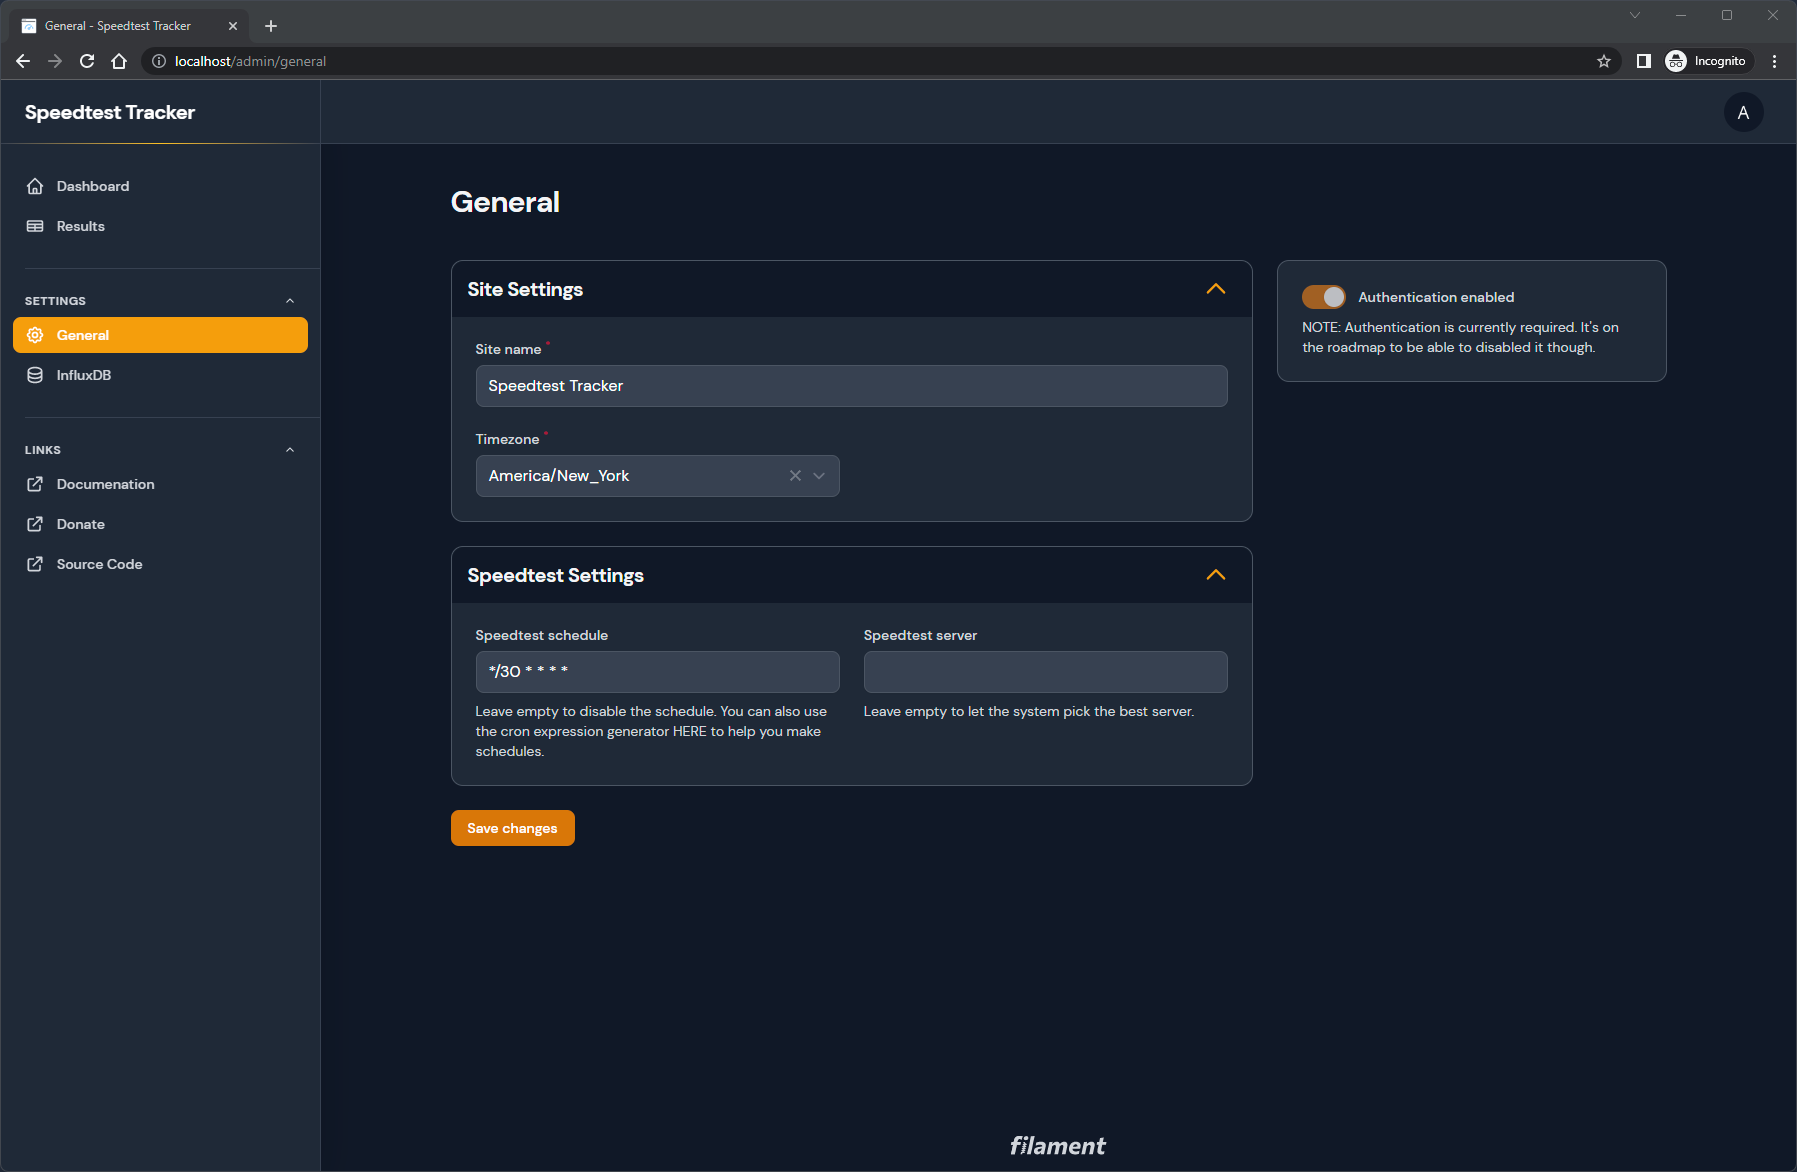 General - Speedtest Tracker
localhost/admin/general
Incognito
Speedtest Tracker
A
Dashboard
Results
SETTINGS
General
InfluxDB
LINKS
Documenation
Donate
Source Code
General
Site Settings
Site name *
Speedtest Tracker
Timezone *
America/New_York
Authentication enabled
NOTE: Authentication is currently required. It's on
the roadmap to be able to disabled it though.
Speedtest Settings
Speedtest schedule
*/30 * * * *
Leave empty to disable the schedule. You can also use
the cron expression generator HERE to help you make
schedules.
Speedtest server
Leave empty to let the system pick the best server.
Save changes
filament